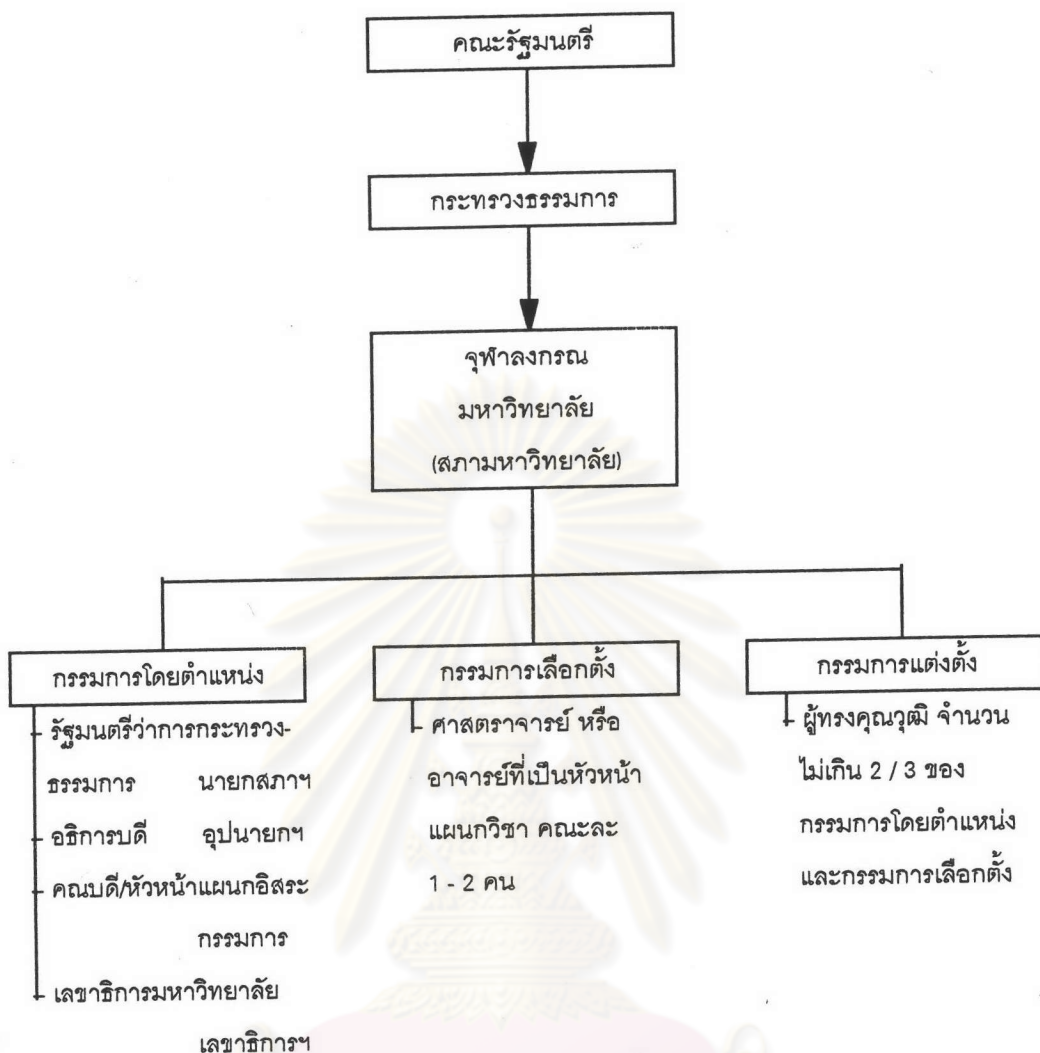 คณะรัฐมนตรี
กระทรวงธรรมการ
จุฬาลงกรณ
มหาวิทยาลัย
(สภามหาวิทยาลัย)
กรรมการโดยตำแหน่ง
รัฐมนตรีว่าการกระทรวง-
ธรรมการ นายกสภาฯ
อธิการบดี อุปนายกฯ
คณบดี/หัวหน้าแผนกอิสระ
กรรมการ
เลขาธิการมหาวิทยาลัย
เลขาธิการฯ
กรรมการเลือกตั้ง
ศาสตราจารย์ หรือ
อาจารย์ที่เป็นหัวหน้า
แผนกวิชา คณะละ
1 - 2 คน
กรรมการแต่งตั้ง
ผู้ทรงคุณวุฒิ จำนวน
ไม่เกิน 2 / 3 ของ
กรรมการโดยตำแหน่ง
และกรรมการเลือกตั้ง